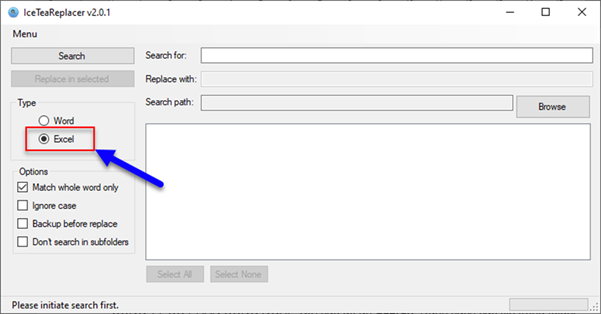 IceTeaReplacer v2.0.1
Menu
Search
Search for:
Replace in selected
Replace with:
Search path:
Browse
Type
Word
Excel
Options
Match whole word only
Ignore case
Backup before replace
Don't search in subfolders
Select All
Select None
Please initiate search first.